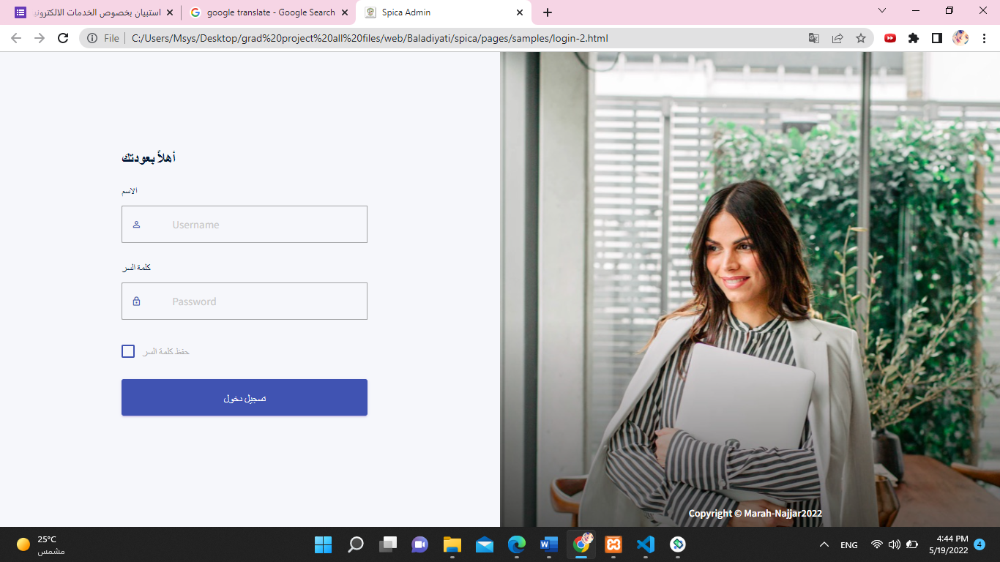 استبيان بخصوص الخدمات الالكتروني
google translate - Google Search
Spica Admin
File
C:/Users/Msys/Desktop/grad%20project%20all%20files/web/Baladiyati/spica/pages/samples/login-2.html
أهلاً بعودتك
الاسم
Username
كلمة السر
Password
حفظ كلمة السر
تسجيل دخول
Copyright © Marah-Najjar2022
25°C
مشمس
ENG
4:44 PM
5/19/2022
4